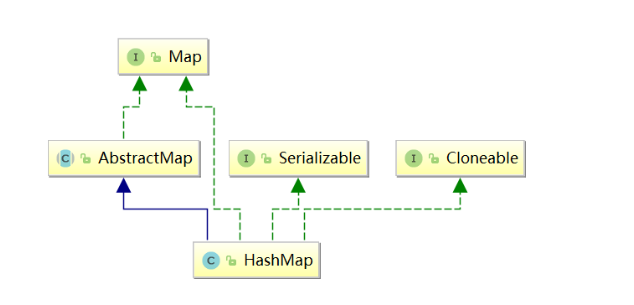 I Map
C AbstractMap
I Serializable
I Cloneable
C HashMap